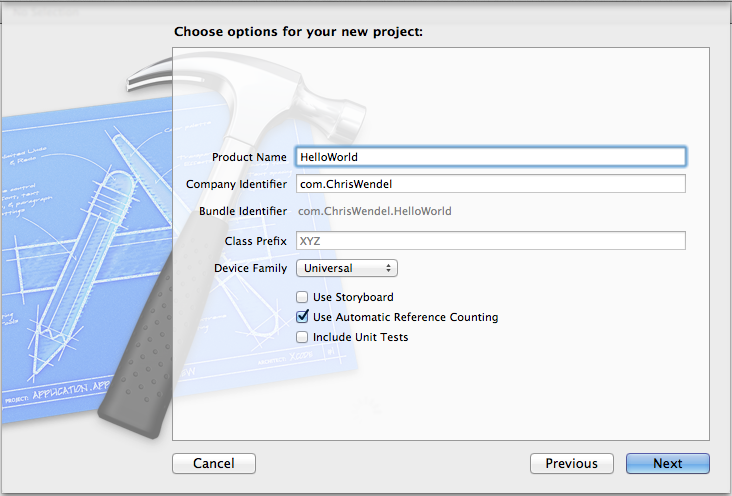 Choose options for your new project:
Product Name HelloWorld
Company Identifier com.ChrisWendel
Bundle Identifier com.ChrisWendel.HelloWorld
Class Prefix XYZ
Device Family Universal
Use Storyboard
Use Automatic Reference Counting
Include Unit Tests
PROJECT: APPLICATION.APP
Cancel Previous Next